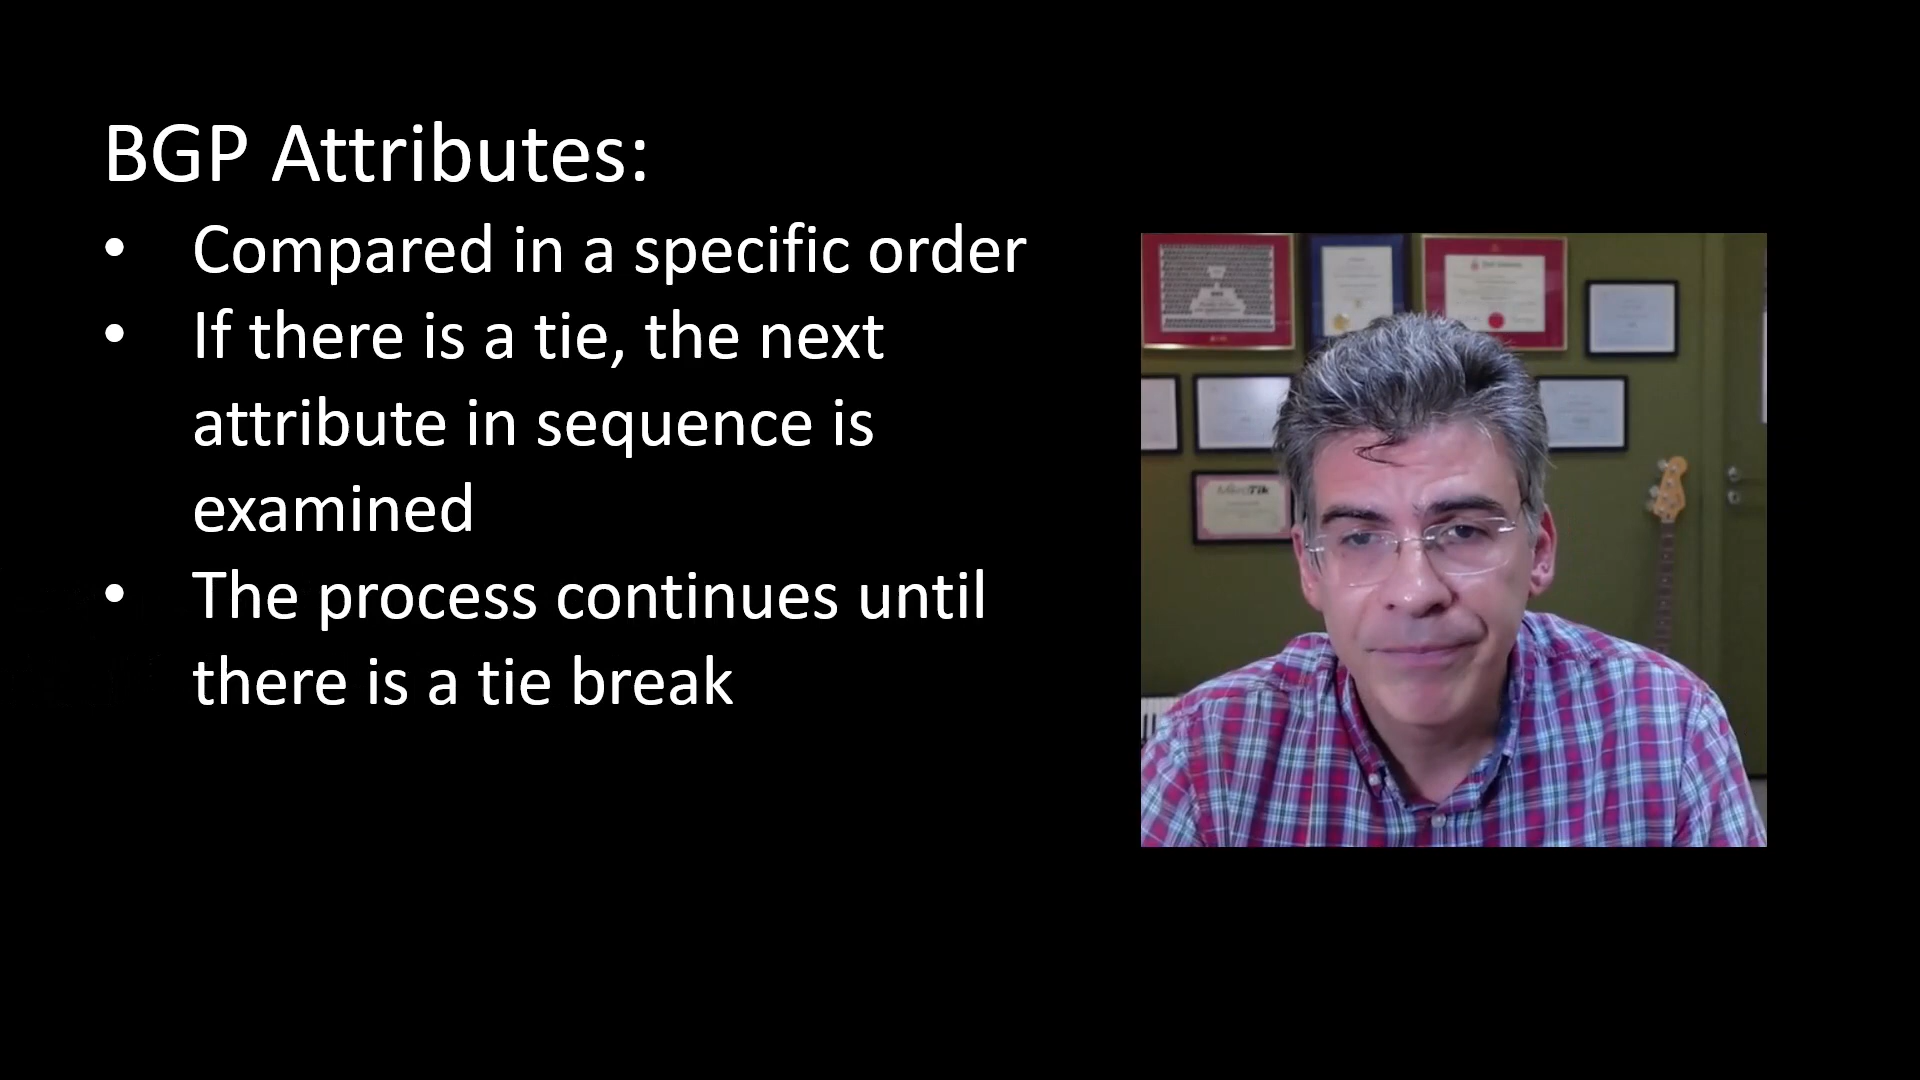 BGP Attributes:
• Compared in a specific order
• If there is a tie, the next
attribute in sequence is
examined
• The process continues until
there is a tie break